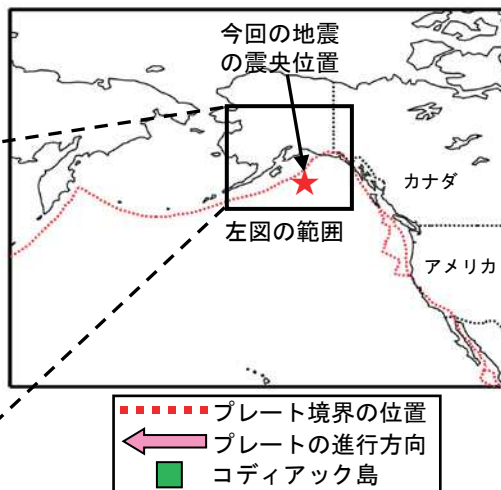 今回の地震
の震央位置
カナダ
左図の範囲
アメリカ
プレート境界の位置
プレートの進行方向
コディアック島